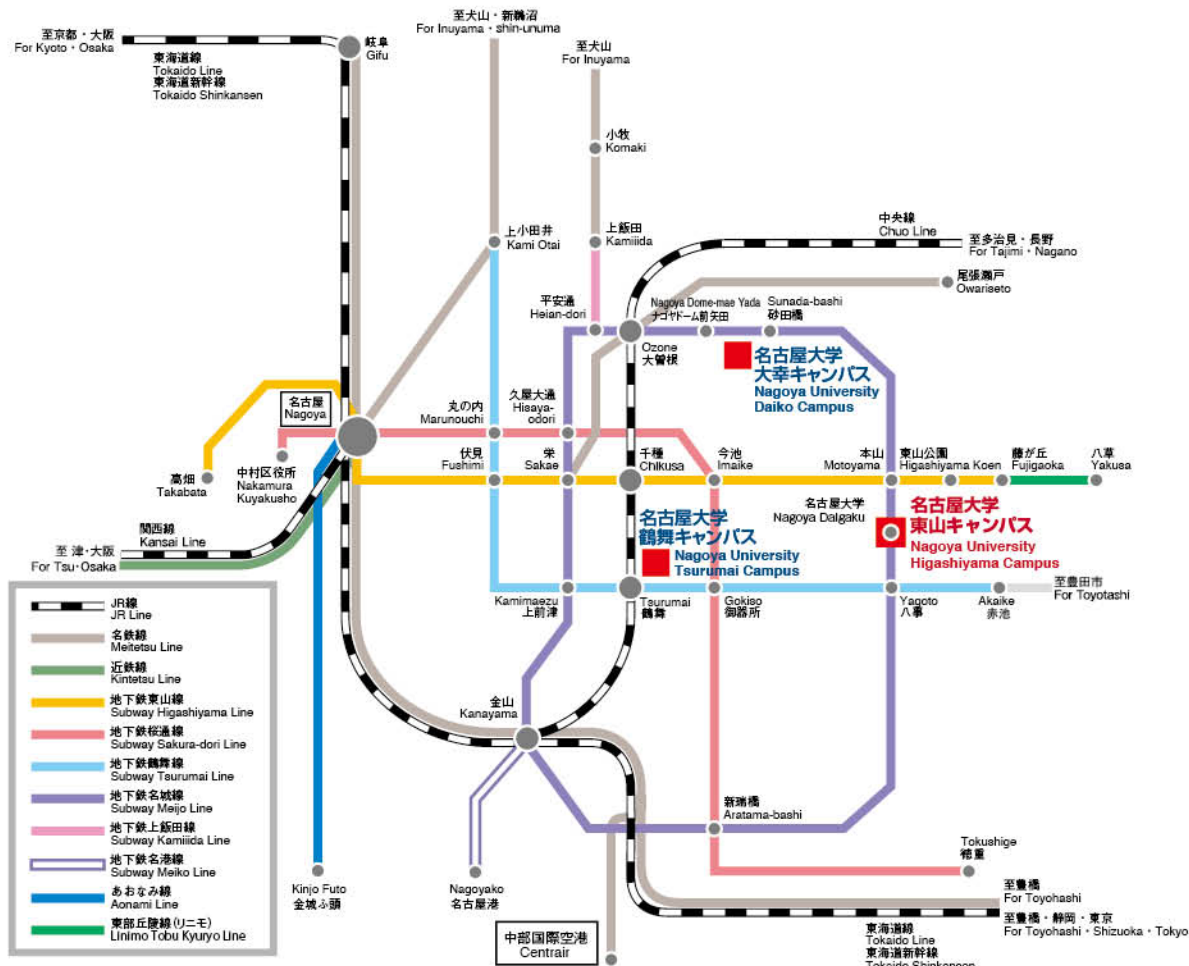 至京都・大阪
For Kyoto・Osaka
東海道線
Tokaido Line
東海道新幹線
Tokaido Shinkansen
岐阜
Gifu
至犬山・新鵜沼
For Inuyama・shin-unuma
至犬山
For Inuyama
小牧
Komaki
上小田井
Kami Otai
上飯田
Kamiiida
中央線
Chuo Line
至多治見・長野
For Tajimi・Nagano
尾張瀬戸
Owariseto
平安通
Heian-dori
Nagoya Dome-mae Yada
ナゴヤドーム前矢田
Sunada-bashi
砂田橋
Ozone
大曽根
名古屋大学
大幸キャンパス
Nagoya University
Daiko Campus
名古屋
Nagoya
丸の内
Marunouchi
久屋大通
Hisaya-
odori
高畑
Takabata
中村区役所
Nakamura
Kuyakusho
伏見
Fushimi
栄
Sakae
千種
Chikusa
今池
Imaike
本山
Motoyama
東山公園
Higashiyama Koen
藤が丘
Fujigaoka
八草
Yakusa
名古屋大学
Nagoya Daigaku
名古屋大学
東山キャンパス
Nagoya University
Higashiyama Campus
名古屋大学
鶴舞キャンパス
Nagoya University
Tsurumai Campus
関西線
Kansai Line
至 津・大阪
For Tsu・Osaka
Kamimaezu
上前津
Tsurumai
鶴舞
Gokiso
御器所
Yagoto
八事
Akaike
赤池
至豊田市
For Toyotashi
JR線
JR Line
名鉄線
Meitetsu Line
近鉄線
Kintetsu Line
地下鉄東山線
Subway Higashiyama Line
地下鉄桜通線
Subway Sakura-dori Line
地下鉄鶴舞線
Subway Tsurumai Line
地下鉄名城線
Subway Meijo Line
地下鉄上飯田線
Subway Kamiiida Line
地下鉄名港線
Subway Meiko Line
あおなみ線
Aonami Line
東部丘陵線(リニモ)
Linimo Tobu Kyuryo Line
金山
Kanayama
新瑞橋
Aratama-bashi
Tokushige
徳重
Kinjo Futo
金城ふ頭
Nagoyako
名古屋港
中部国際空港
Centrair
至豊橋
For Toyohashi
至豊橋・静岡・東京
For Toyohashi・Shizuoka・Tokyo
東海道線
Tokaido Line
東海道新幹線
Tokaido Shinkansen